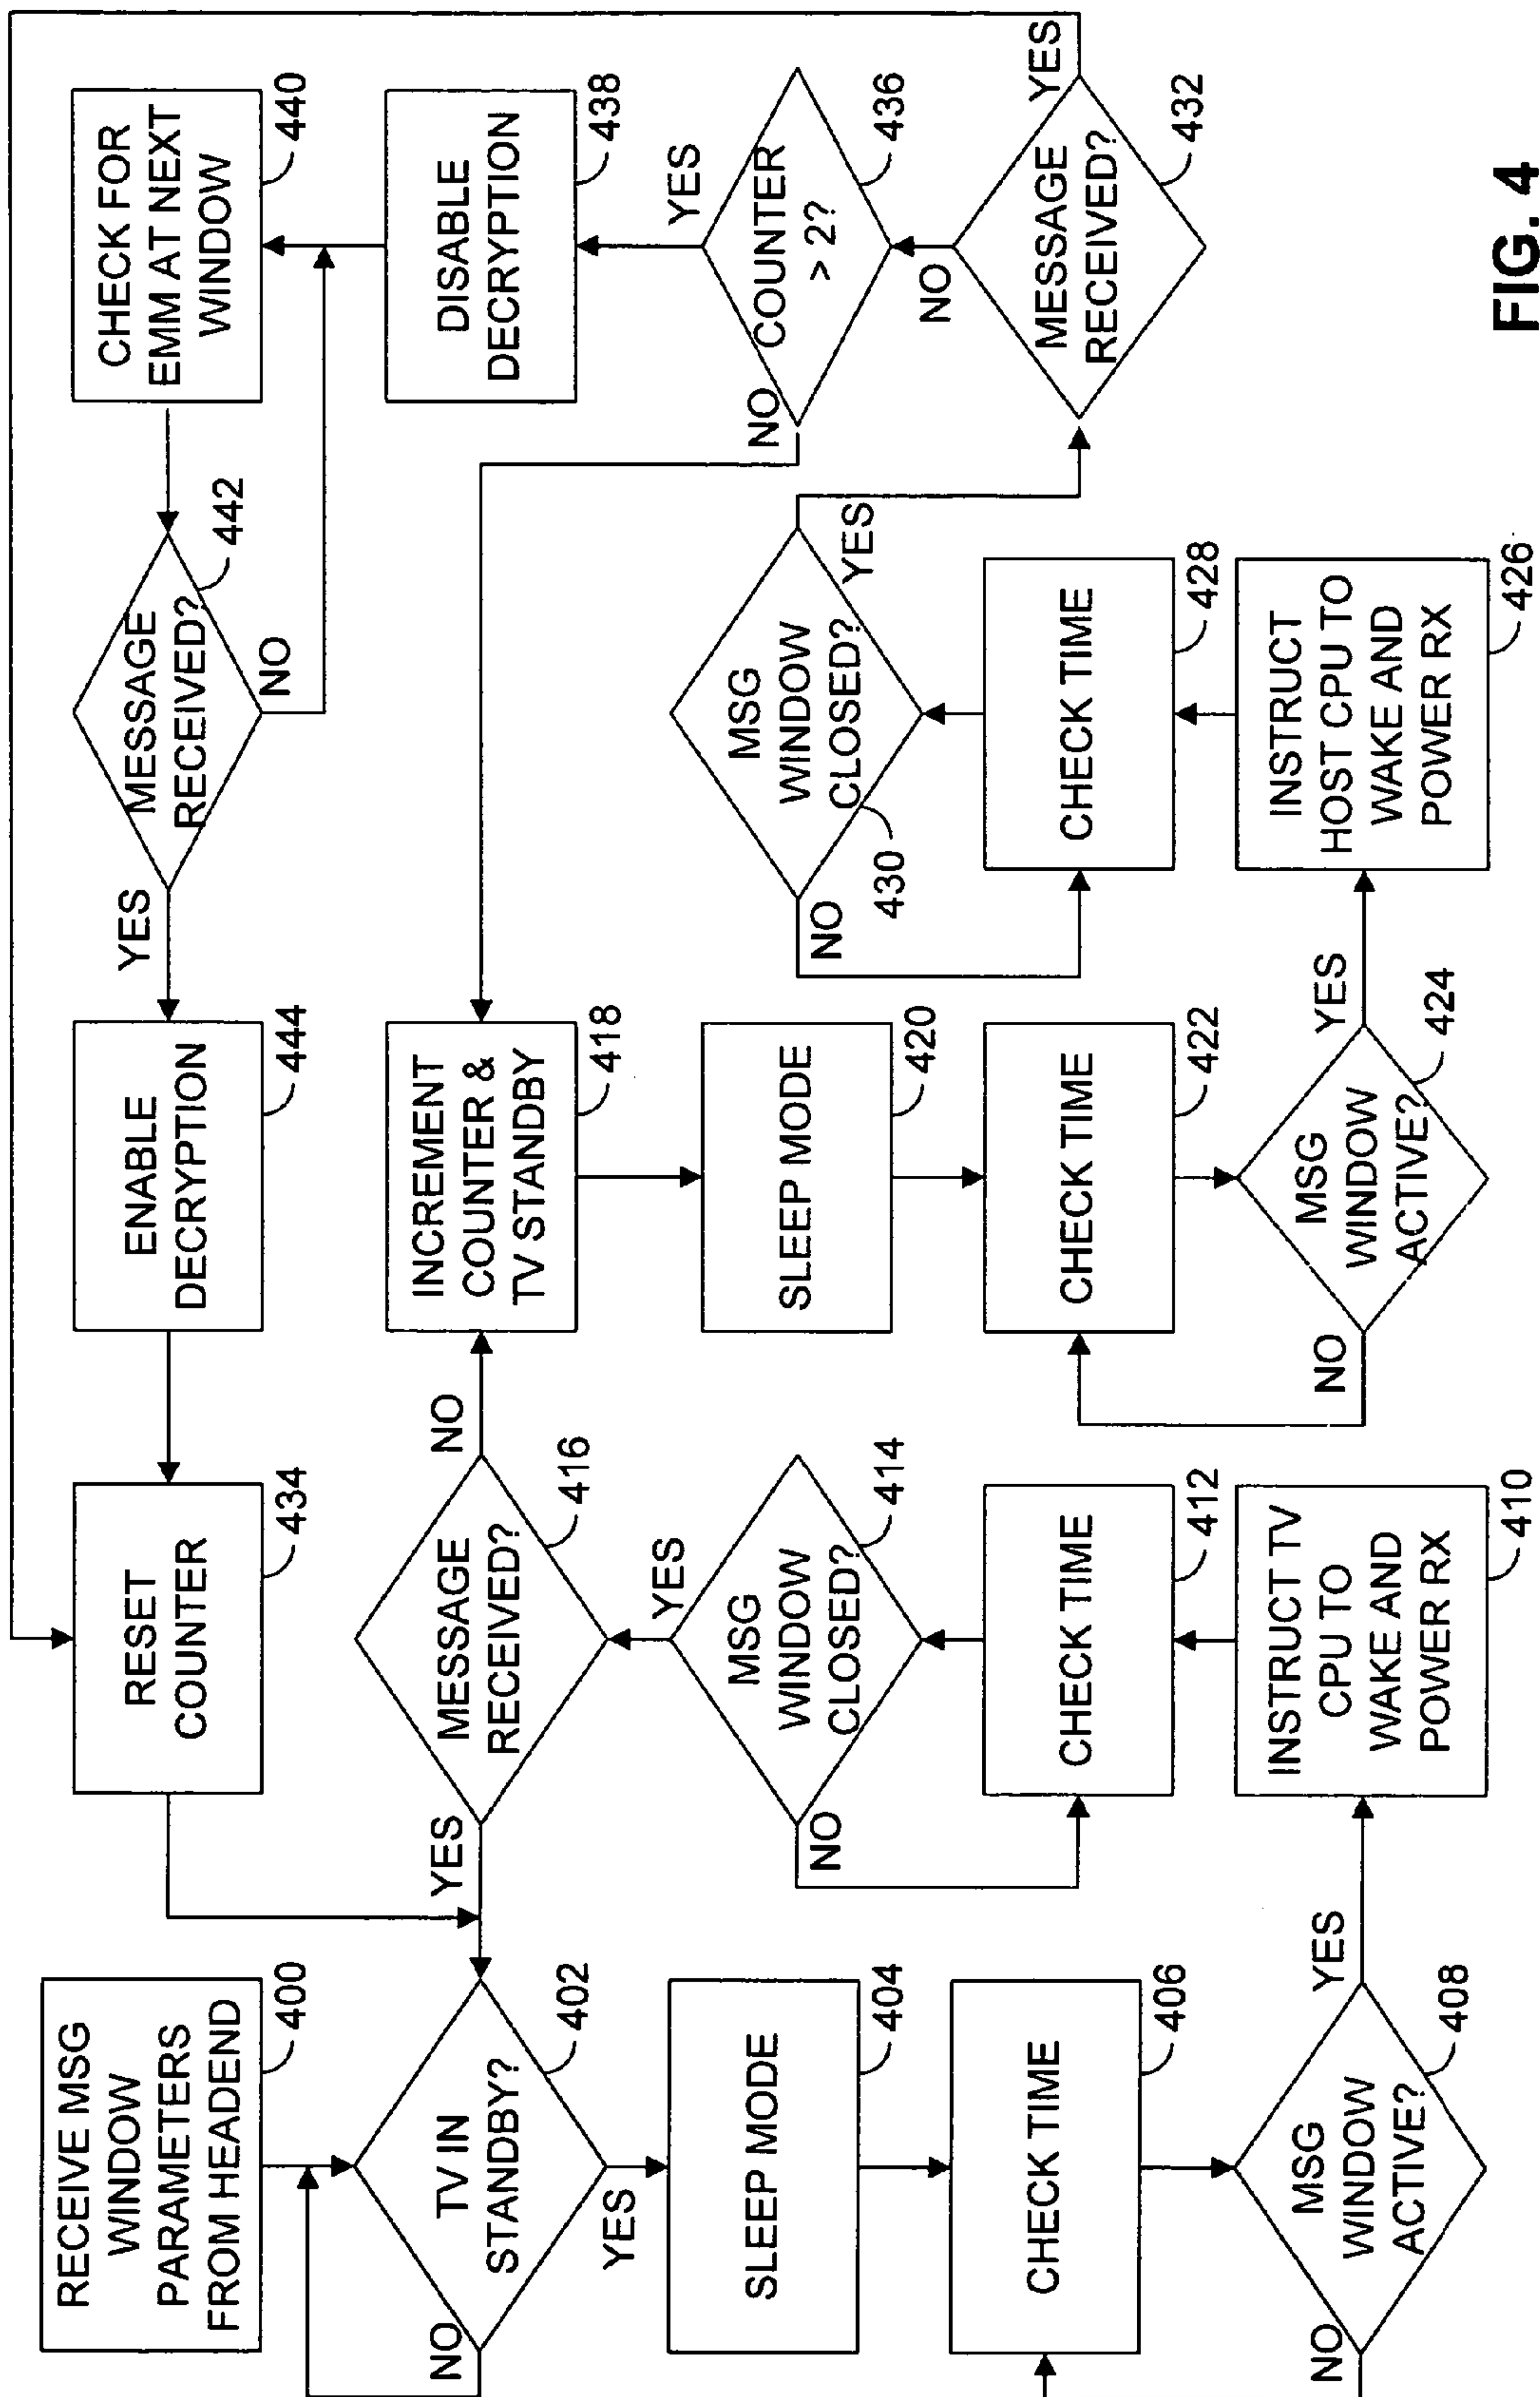 RECEIVE MSG
WINDOW
PARAMETERS
FROM HEADEND
400
TV IN
STANDBY?
402
NO
YES
SLEEP MODE
404
CHECK TIME
406
MSG
WINDOW
ACTIVE?
408
NO
YES
RESET
COUNTER
434
MESSAGE
RECEIVED?
416
YES
NO
MSG
WINDOW
CLOSED?
414
YES
NO
CHECK TIME
412
INSTRUCT TV
CPU TO
WAKE AND
POWER RX
410
ENABLE
DECRYPTION
444
INCREMENT
COUNTER &
TV STANDBY
418
SLEEP MODE
420
CHECK TIME
422
MSG
WINDOW
ACTIVE?
424
NO
YES
MESSAGE
RECEIVED?
442
YES
NO
MSG
WINDOW
CLOSED?
430
NO
YES
CHECK TIME
428
INSTRUCT
HOST CPU TO
WAKE AND
POWER RX
426
CHECK FOR
EMM AT NEXT
WINDOW
440
DISABLE
DECRYPTION
438
COUNTER
> 2?
436
YES
NO
MESSAGE
RECEIVED?
432
NO
YES
FIG. 4